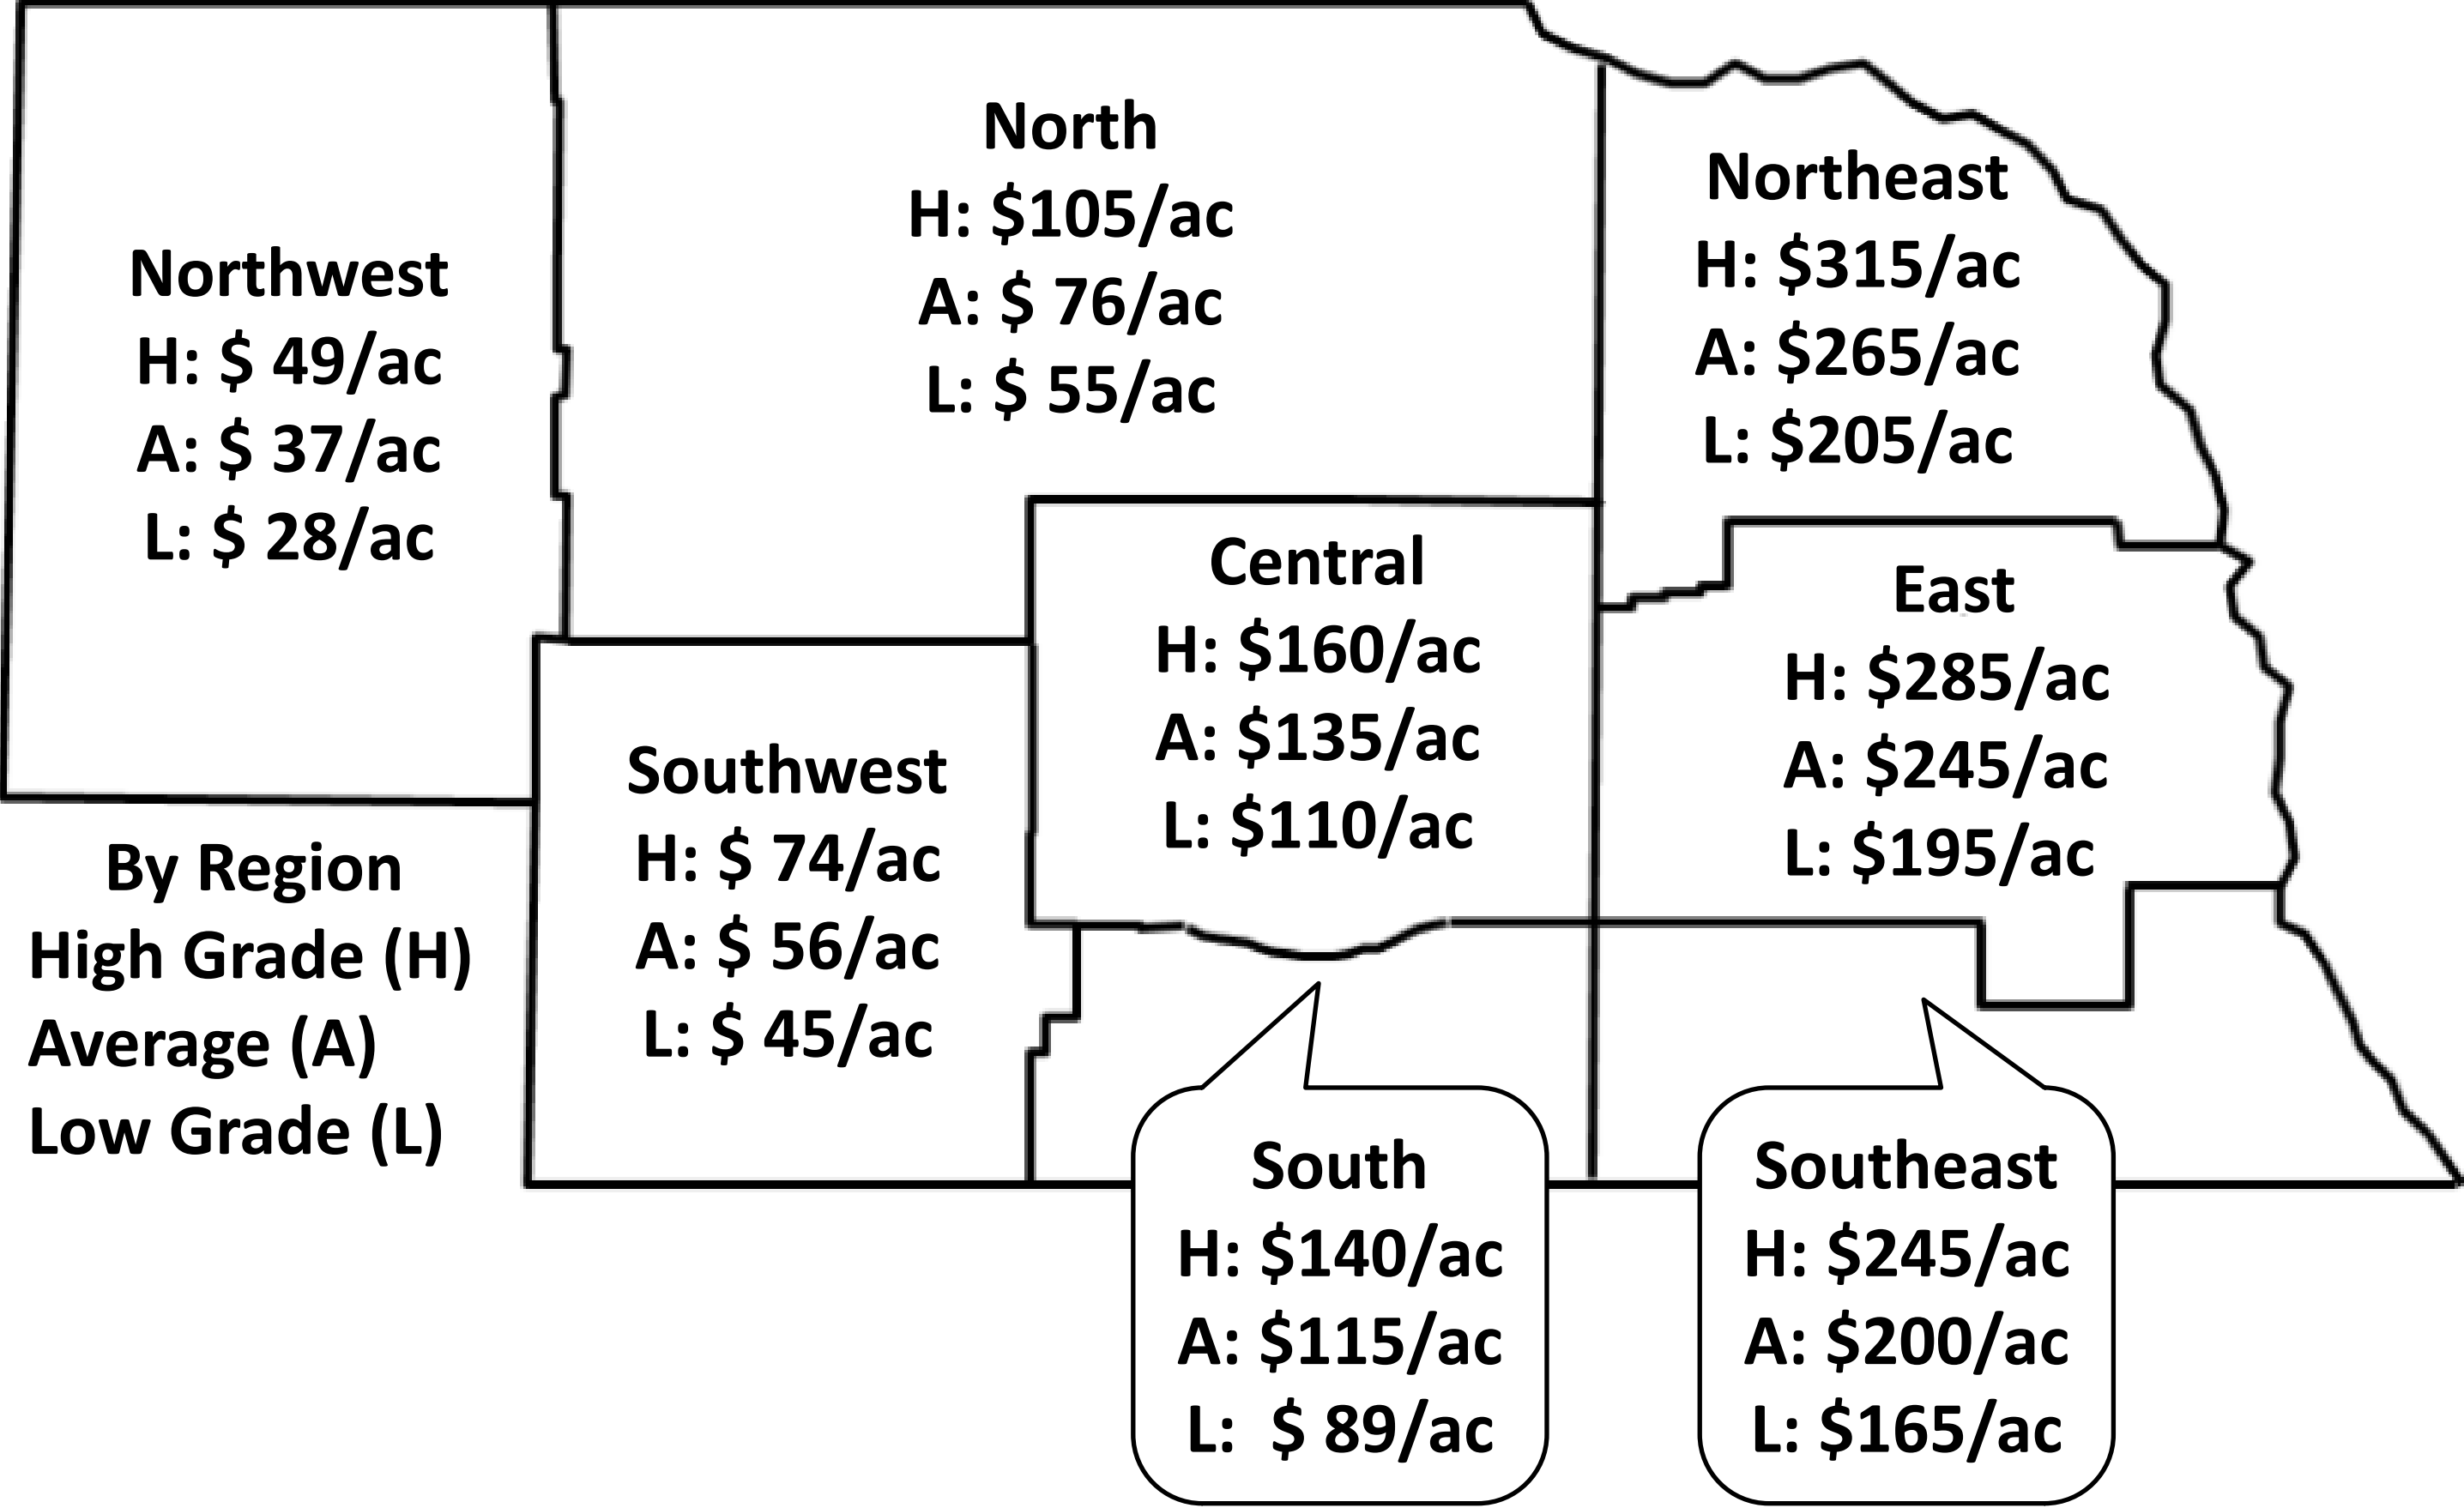 Northwest
H: $ 49/ac
A: $ 37/ac
L: $ 28/ac
North
H: $105/ac
A: $ 76/ac
L: $ 55/ac
Northeast
H: $315/ac
A: $265/ac
L: $205/ac
Central
H: $160/ac
A: $135/ac
L: $110/ac
East
H: $285/ac
A: $245/ac
L: $195/ac
Southwest
H: $ 74/ac
A: $ 56/ac
L: $ 45/ac
By Region
High Grade (H)
Average (A)
Low Grade (L)
South
H: $140/ac
A: $115/ac
L: $ 89/ac
Southeast
H: $245/ac
A: $200/ac
L: $165/ac